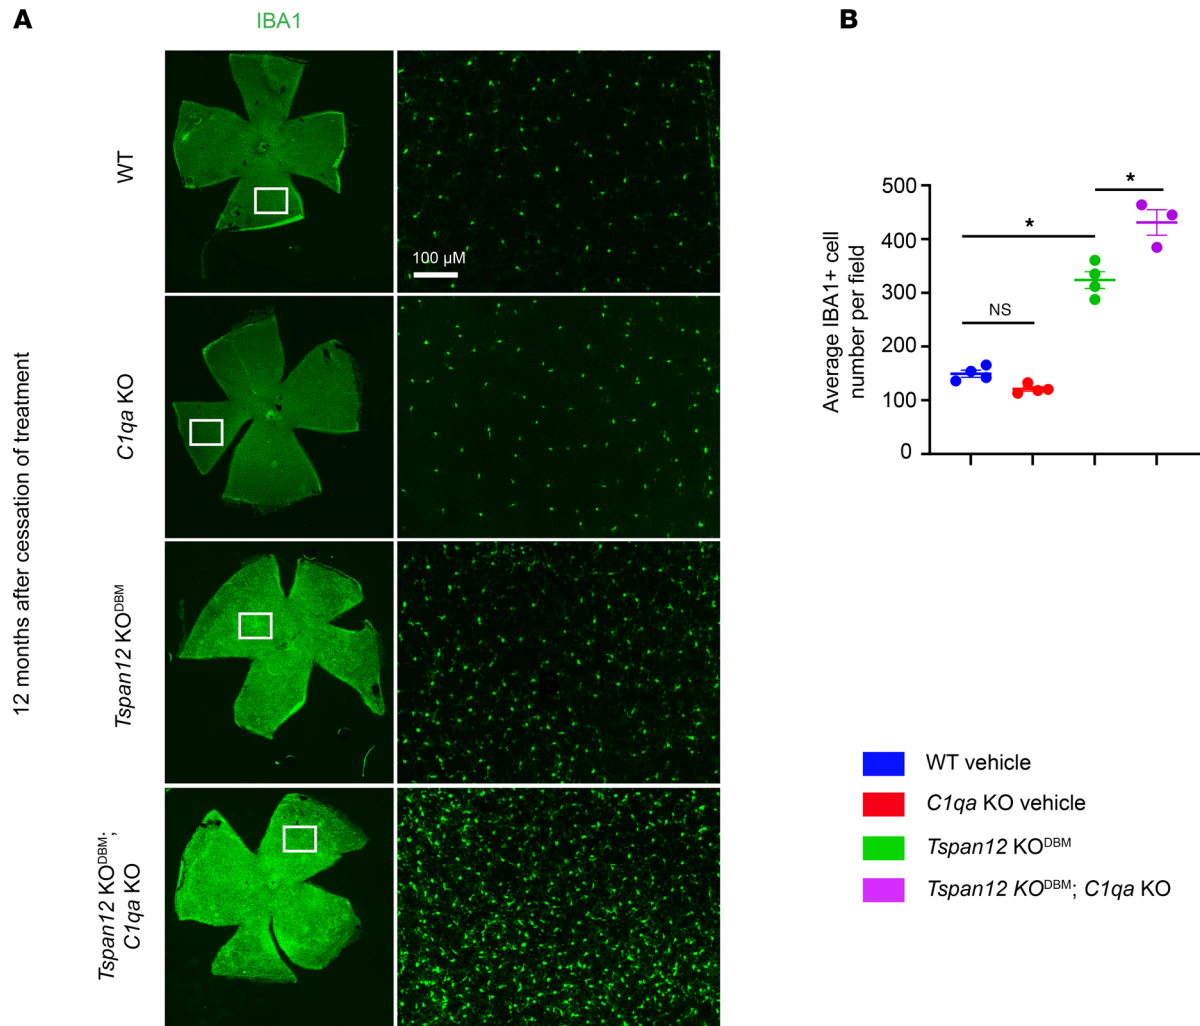 A
IBA1
12 months after cessation of treatment
WT
100 µM
C1qa KO
Tspan12 KODBM
Tspan12 KODBM;
C1qa KO
B
Average IBA1+ cell
number per field
500
400
300
200
100
0
NS
*
*
WT vehicle
C1qa KO vehicle
Tspan12 KODBM
Tspan12 KODBM; C1qa KO